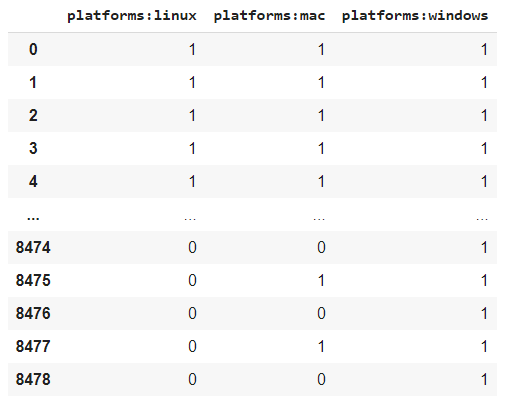 platforms:linux platforms:mac platforms:windows
0 1 1 1
1 1 1 1
2 1 1 1
3 1 1 1
4 1 1 1
... ... ... ...
8474 0 0 1
8475 0 1 1
8476 0 0 1
8477 0 1 1
8478 0 0 1